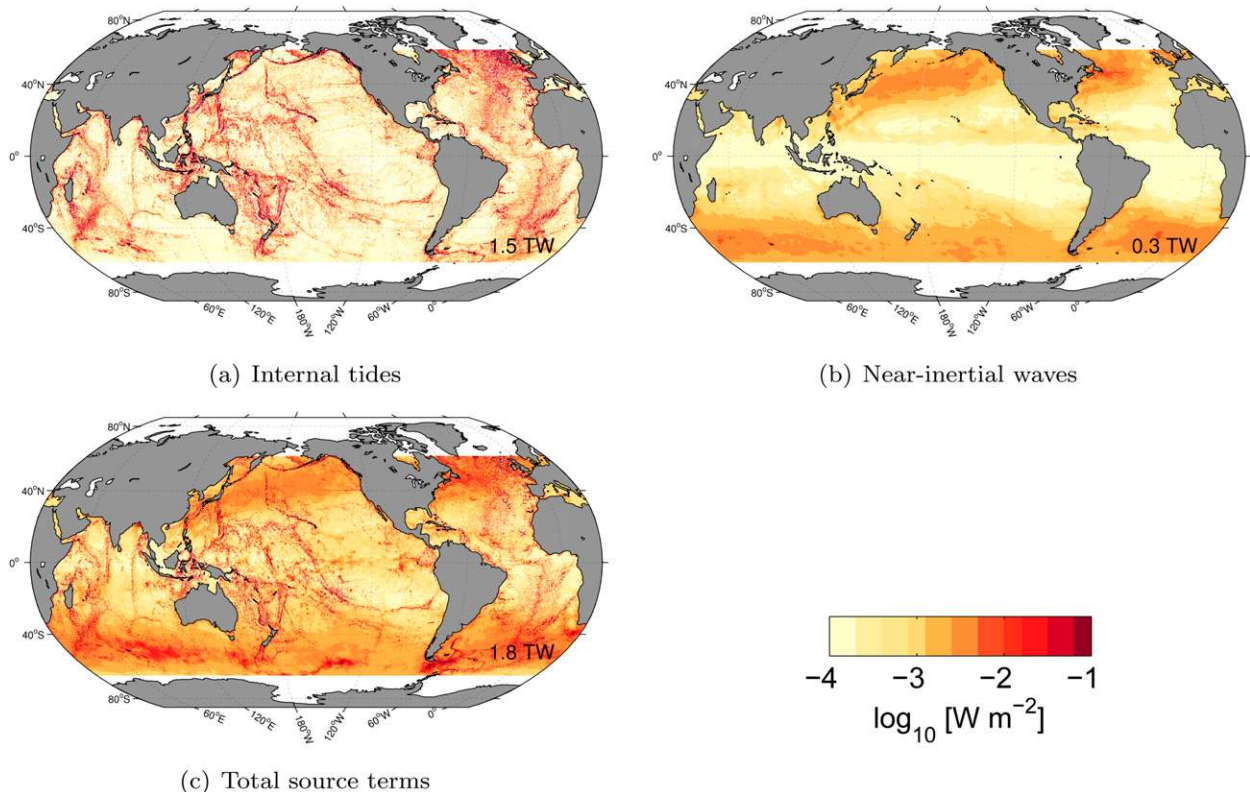 80°N
40°N
0°
40°S
80°S
60°E
120°E
180°W
120°W
60°W
0°
1.5 TW
(a) Internal tides
80°N
40°N
0°
40°S
80°S
60°E
120°E
180°W
120°W
60°W
0°
0.3 TW
(b) Near-inertial waves
80°N
40°N
0°
40°S
80°S
60°E
120°E
180°W
120°W
60°W
0°
1.8 TW
(c) Total source terms
−4 −3 −2 −1
log₁₀ [W m⁻²]